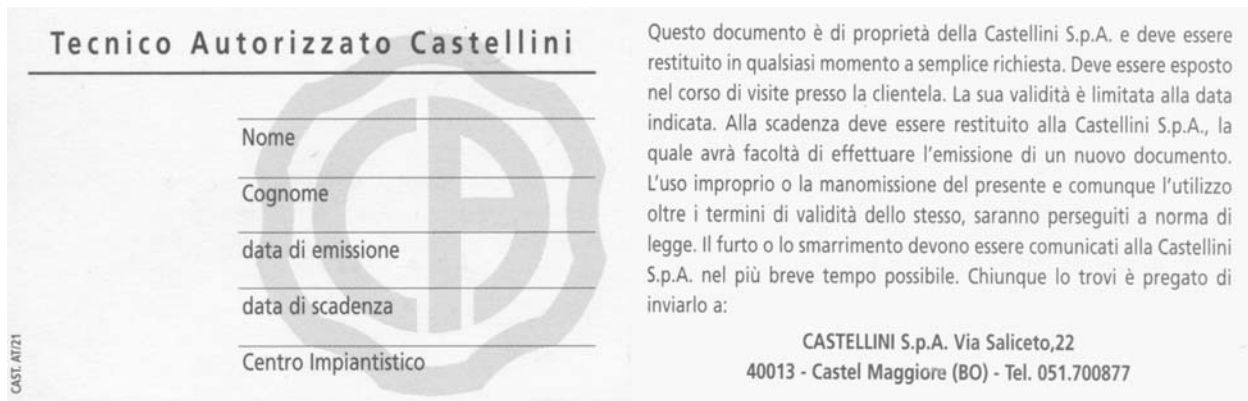 Tecnico Autorizzato Castellini
Nome
Cognome
data di emissione
data di scadenza
Centro Impiantistico
CAST. AT/21
Questo documento è di proprietà della Castellini S.p.A. e deve essere
restituito in qualsiasi momento a semplice richiesta. Deve essere esposto
nel corso di visite presso la clientela. La sua validità è limitata alla data
indicata. Alla scadenza deve essere restituito alla Castellini S.p.A., la
quale avrà facoltà di effettuare l'emissione di un nuovo documento.
L'uso improprio o la manomissione del presente e comunque l'utilizzo
oltre i termini di validità dello stesso, saranno perseguiti a norma di
legge. Il furto o lo smarrimento devono essere comunicati alla Castellini
S.p.A. nel più breve tempo possibile. Chiunque lo trovi è pregato di
inviarlo a:
CASTELLINI S.p.A. Via Saliceto,22
40013 - Castel Maggiore (BO) - Tel. 051.700877